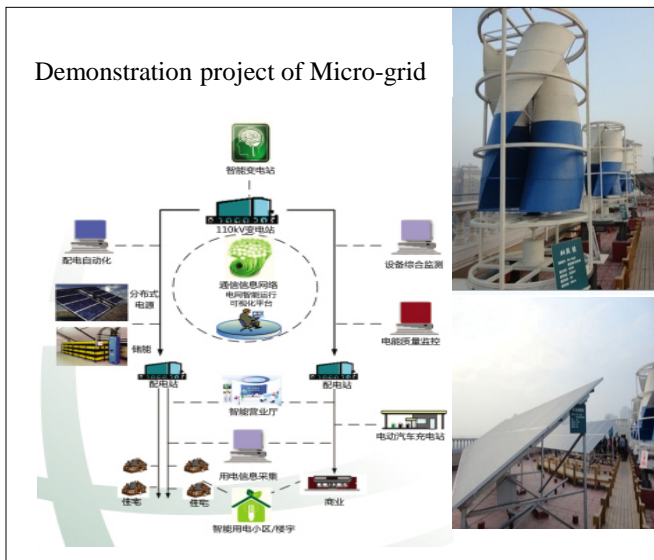 Demonstration project of Micro-grid
智能变电站
110kV变电站
配电自动化
设备综合监测
通信信息网络
电网智能运行
可视化平台
分布式
电源
储能
电能质量监控
配电站
配电站
智能营业厅
电动汽车充电站
用电信息采集
住宅
住宅
商业
智能用电小区/楼宇